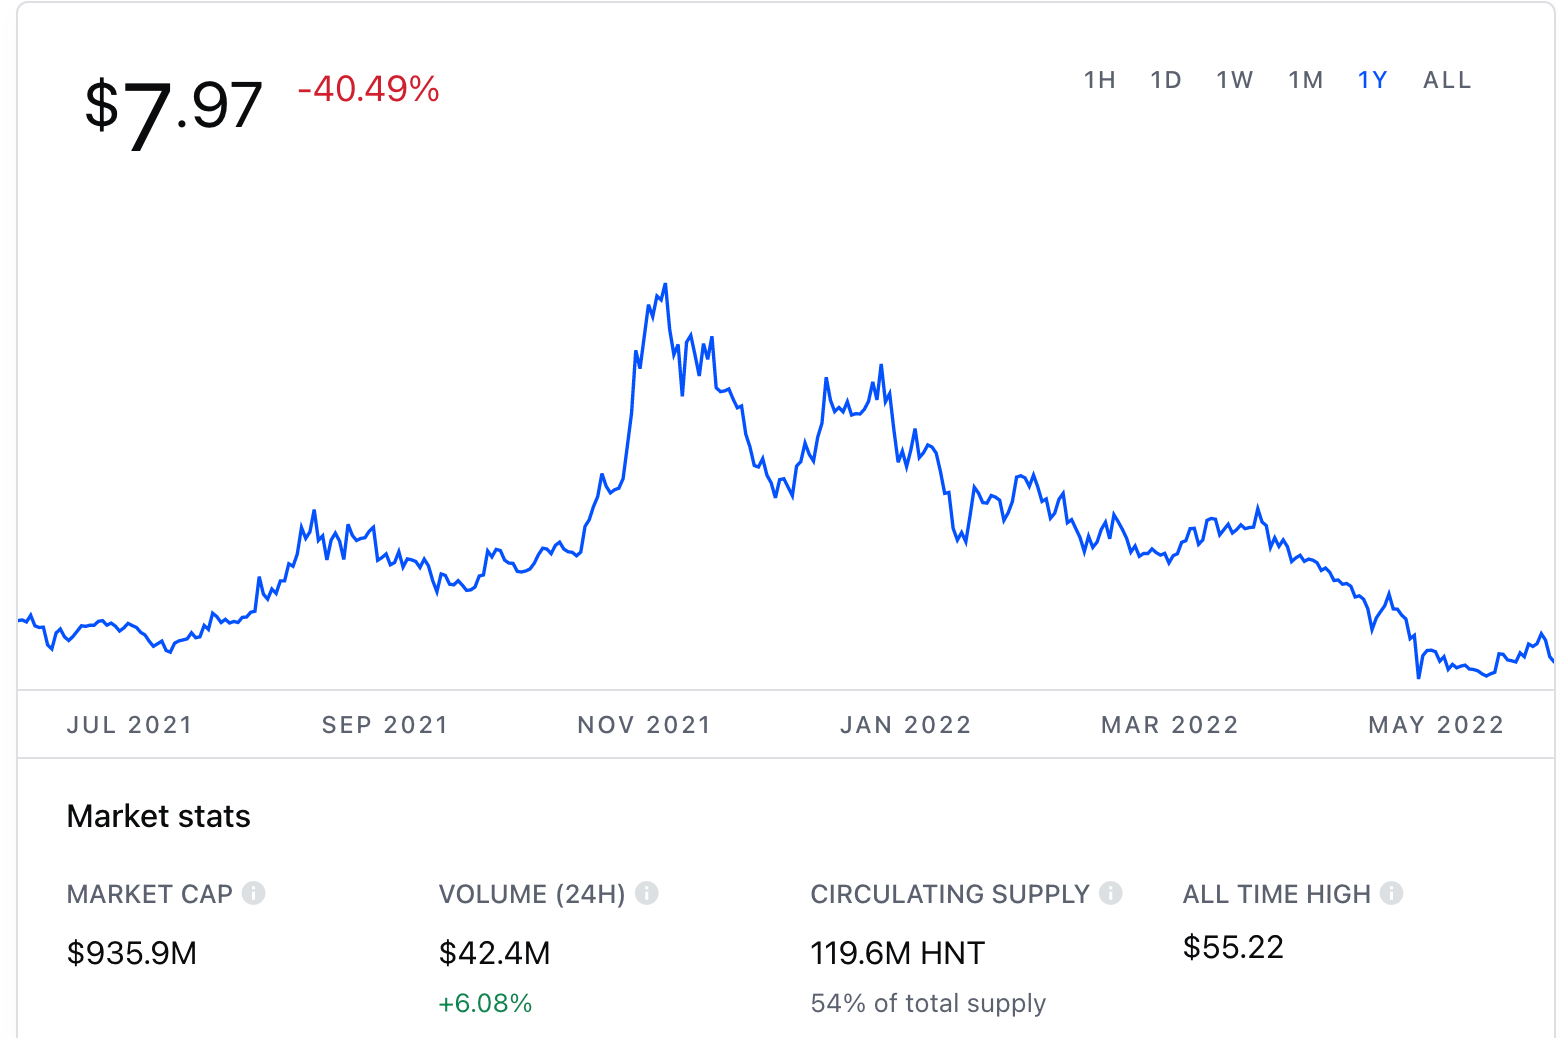 $7.97 -40.49%
1H 1D 1W 1M 1Y ALL
JUL 2021 SEP 2021 NOV 2021 JAN 2022 MAR 2022 MAY 2022
Market stats
MARKET CAP i VOLUME (24H) i CIRCULATING SUPPLY i ALL TIME HIGH i
$935.9M $42.4M 119.6M HNT $55.22
+6.08% 54% of total supply